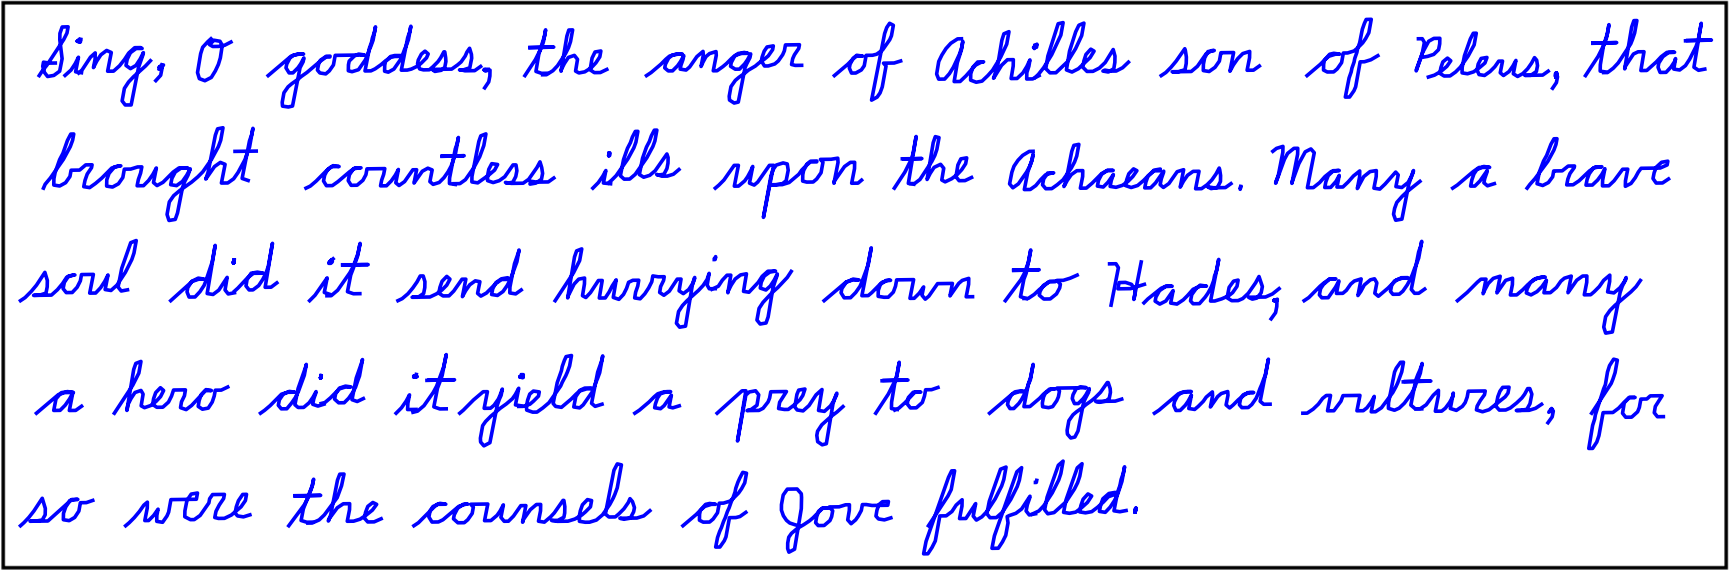 Sing, O goddess, the anger of Achilles son of Peleus, that
brought countless ills upon the Achaeans. Many a brave
soul did it send hurrying down to Hades, and many
a hero did it yield a prey to dogs and vultures, for
so were the counsels of Jove fulfilled.